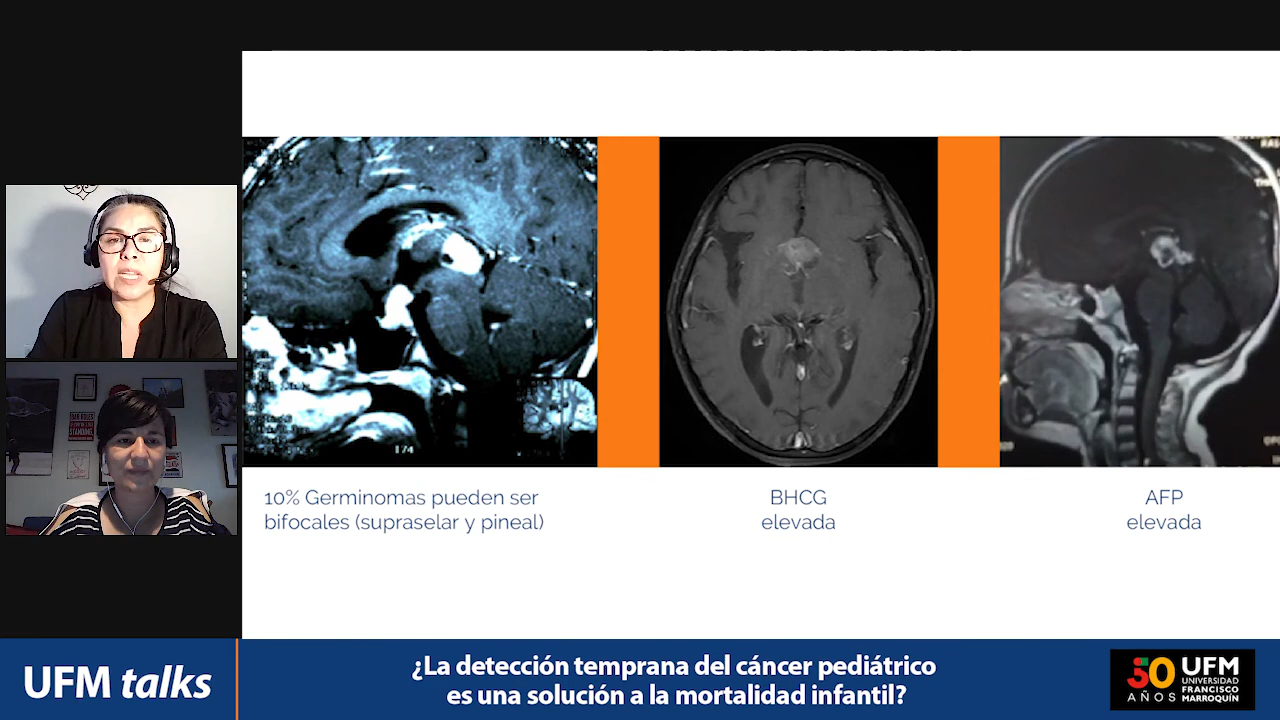 10% Germinomas pueden ser
bifocales (supraselar y pineal)
BHCG
elevada
AFP
elevada
174
UFM talks
¿La detección temprana del cáncer pediátrico
es una solución a la mortalidad infantil?
50
AÑOS
UFM
UNIVERSIDAD
FRANCISCO
MARROQUÍN